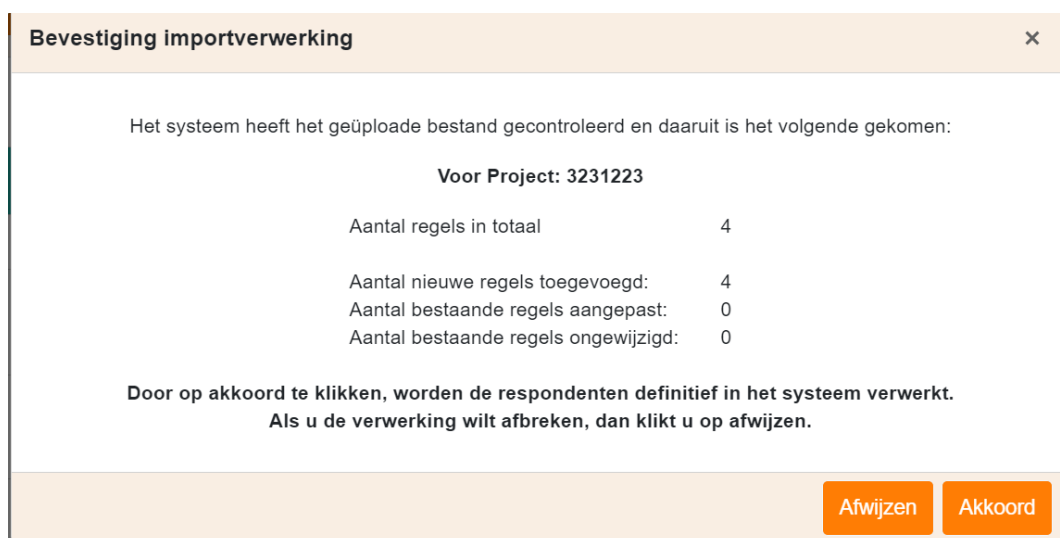 Bevestiging importverwerking ×
Het systeem heeft het geüploade bestand gecontroleerd en daaruit is het volgende gekomen:
Voor Project: 3231223
Aantal regels in totaal 4
Aantal nieuwe regels toegevoegd: 4
Aantal bestaande regels aangepast: 0
Aantal bestaande regels ongewijzigd: 0
Door op akkoord te klikken, worden de respondenten definitief in het systeem verwerkt.
Als u de verwerking wilt afbreken, dan klikt u op afwijzen.
Afwijzen Akkoord